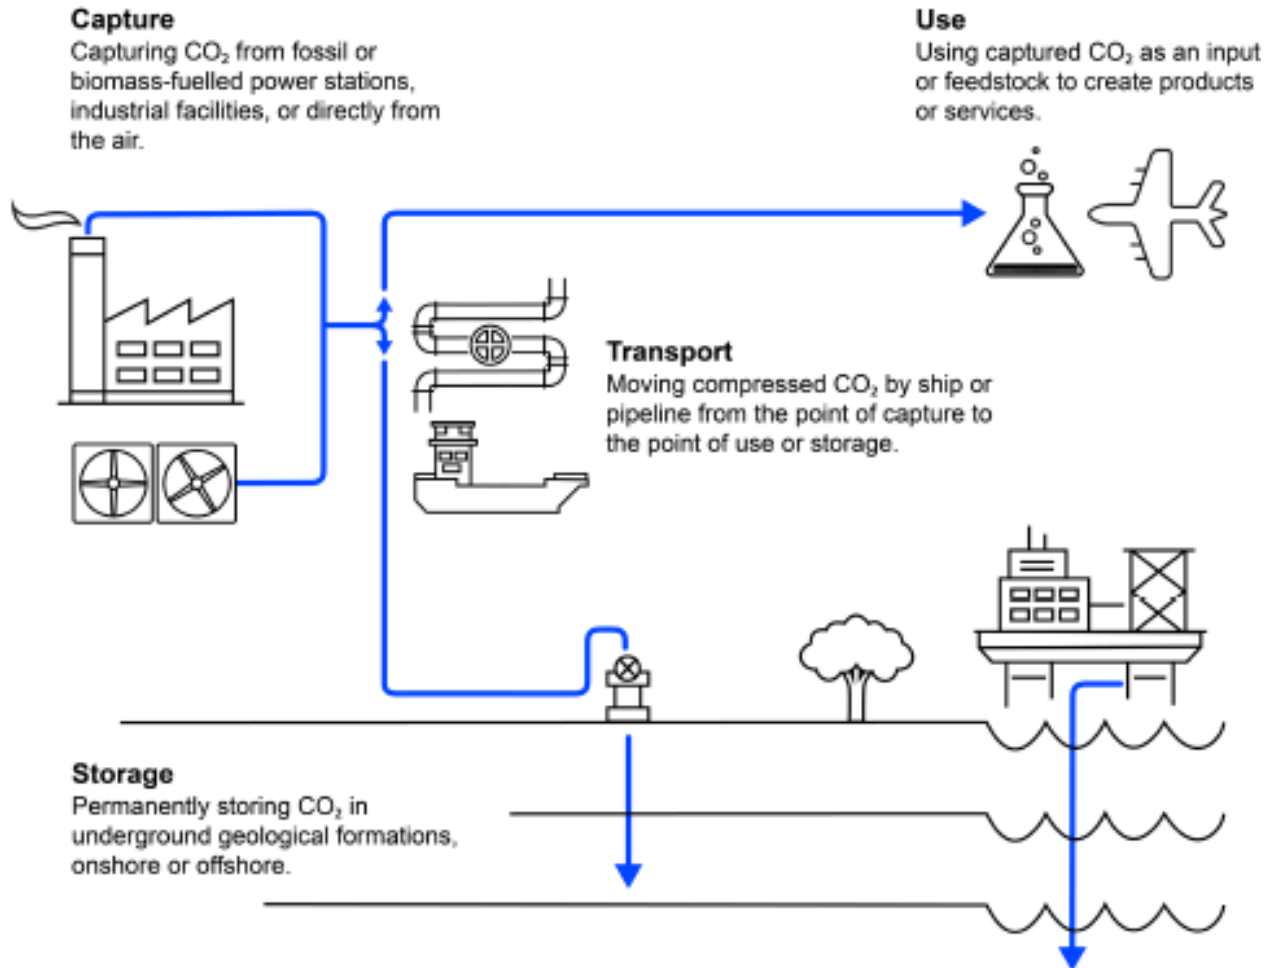 Capture
Capturing CO₂ from fossil or
biomass-fuelled power stations,
industrial facilities, or directly from
the air.
Use
Using captured CO₂ as an input
or feedstock to create products
or services.
Transport
Moving compressed CO₂ by ship or
pipeline from the point of capture to
the point of use or storage.
Storage
Permanently storing CO₂ in
underground geological formations,
onshore or offshore.